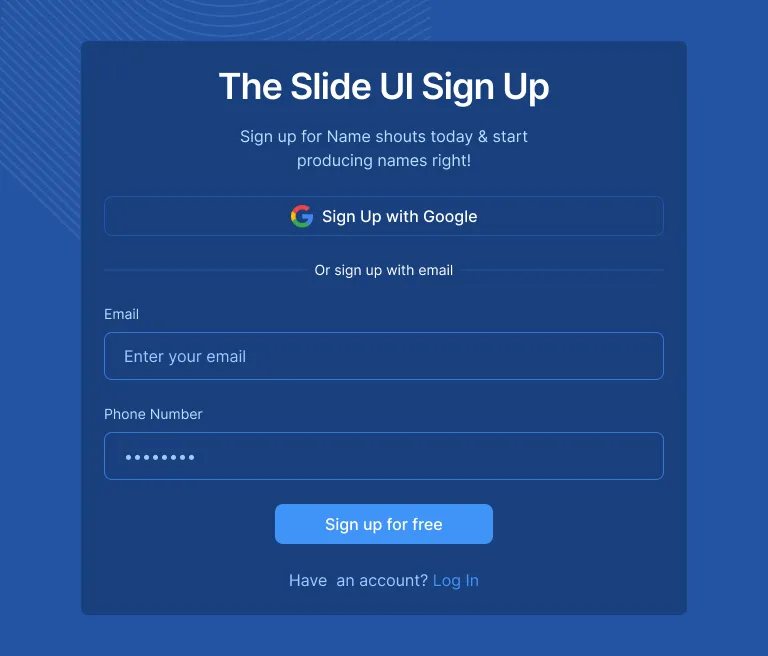 The Slide UI Sign Up
Sign up for Name shouts today & start
producing names right!
Sign Up with Google
Or sign up with email
Email
Enter your email
Phone Number
••••••••
Sign up for free
Have  an account? Log In